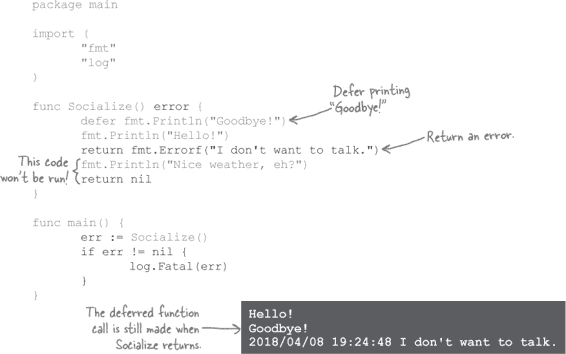 package main
import (
"fmt"
"log"
)
func Socialize() error {
defer fmt.Println("Goodbye!")
Defer printing
"Goodbye!"
fmt.Println("Hello!")
return fmt.Errorf("I don't want to talk.")
Return an error.
fmt.Println("Nice weather, eh?")
return nil
This code
won't be run!
}
func main() {
err := Socialize()
if err != nil {
log.Fatal(err)
}
}
The deferred function
call is still made when
Socialize returns.
Hello!
Goodbye!
2018/04/08 19:24:48 I don't want to talk.